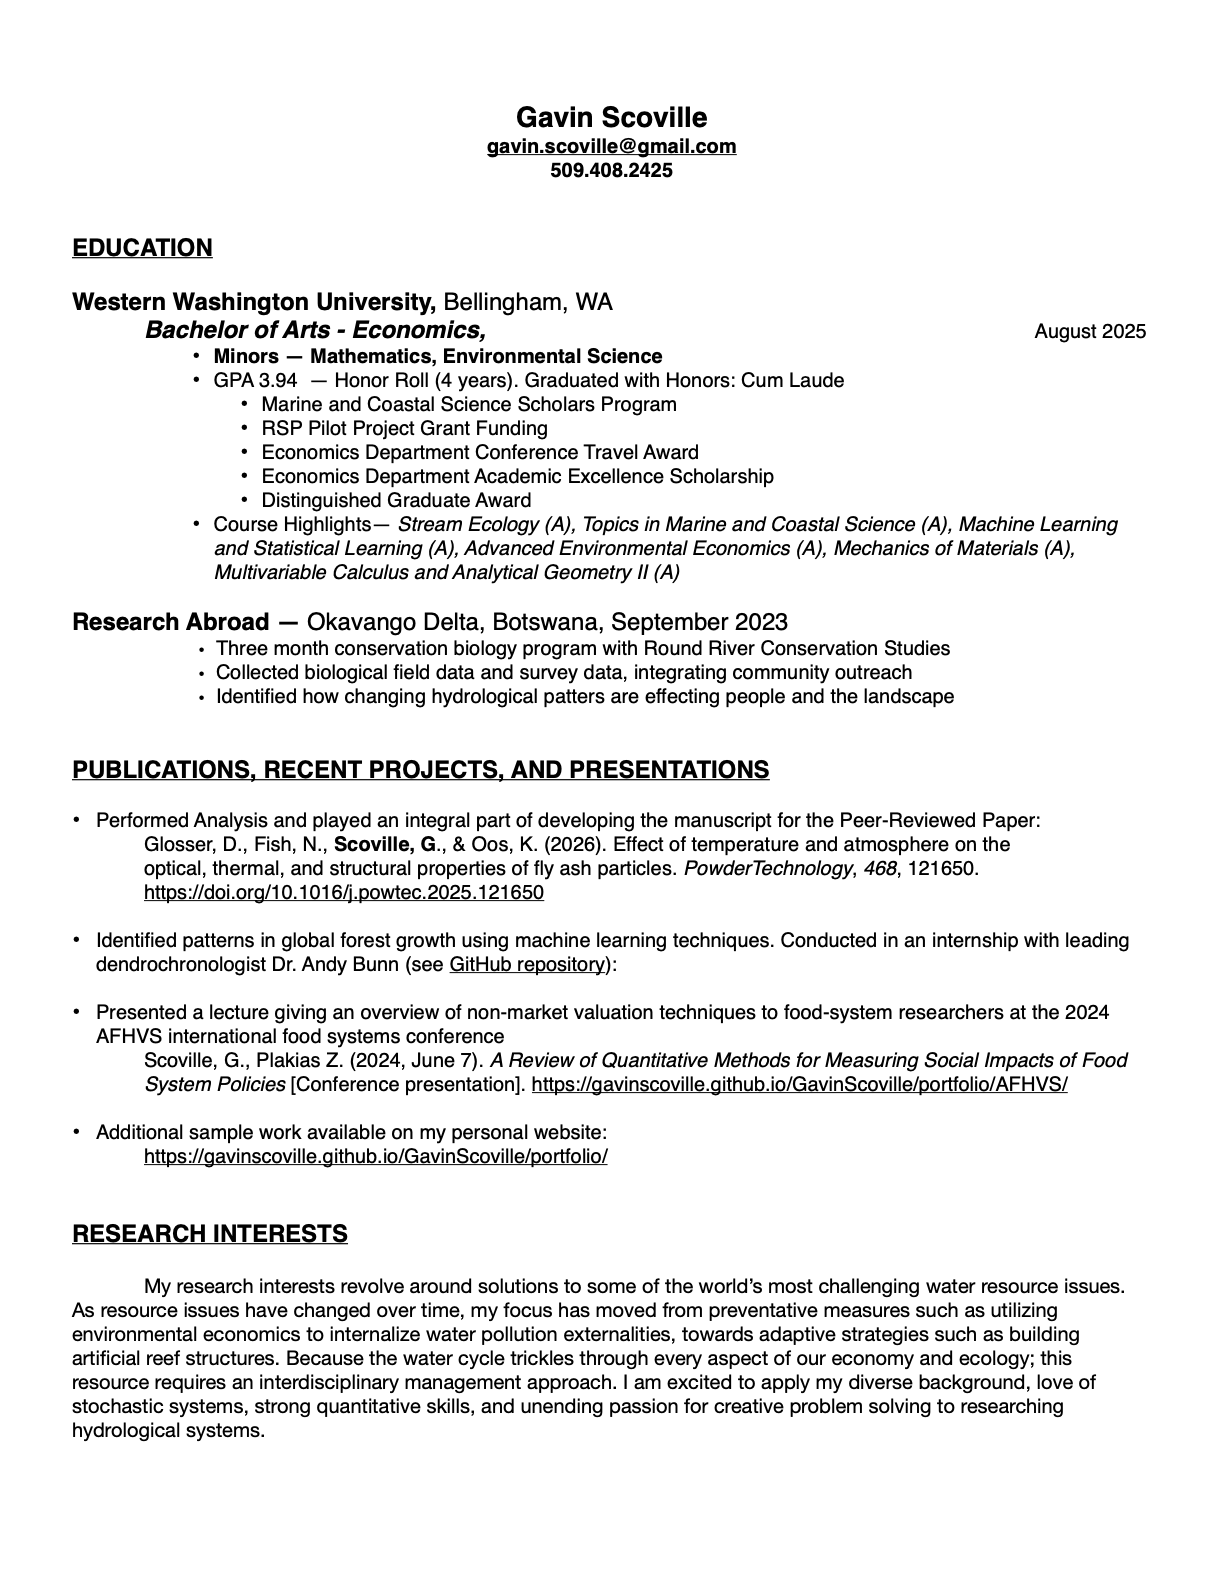 Gavin Scoville
gavin.scoville@gmail.com
509.408.2425
EDUCATION
Western Washington University, Bellingham, WA
Bachelor of Arts - Economics, August 2025
• Minors — Mathematics, Environmental Science
• GPA 3.94 — Honor Roll (4 years). Graduated with Honors: Cum Laude
• Marine and Coastal Science Scholars Program
• RSP Pilot Project Grant Funding
• Economics Department Conference Travel Award
• Economics Department Academic Excellence Scholarship
• Distinguished Graduate Award
• Course Highlights— Stream Ecology (A), Topics in Marine and Coastal Science (A), Machine Learning
and Statistical Learning (A), Advanced Environmental Economics (A), Mechanics of Materials (A),
Multivariable Calculus and Analytical Geometry II (A)
Research Abroad — Okavango Delta, Botswana, September 2023
• Three month conservation biology program with Round River Conservation Studies
• Collected biological field data and survey data, integrating community outreach
• Identified how changing hydrological patters are effecting people and the landscape
PUBLICATIONS, RECENT PROJECTS, AND PRESENTATIONS
• Performed Analysis and played an integral part of developing the manuscript for the Peer-Reviewed Paper:
Glosser, D., Fish, N., Scoville, G., & Oos, K. (2026). Effect of temperature and atmosphere on the
optical, thermal, and structural properties of fly ash particles. PowderTechnology, 468, 121650.
https://doi.org/10.1016/j.powtec.2025.121650
• Identified patterns in global forest growth using machine learning techniques. Conducted in an internship with leading
dendrochronologist Dr. Andy Bunn (see GitHub repository):
• Presented a lecture giving an overview of non-market valuation techniques to food-system researchers at the 2024
AFHVS international food systems conference
Scoville, G., Plakias Z. (2024, June 7). A Review of Quantitative Methods for Measuring Social Impacts of Food
System Policies [Conference presentation]. https://gavinscoville.github.io/GavinScoville/portfolio/AFHVS/
• Additional sample work available on my personal website:
https://gavinscoville.github.io/GavinScoville/portfolio/
RESEARCH INTERESTS
My research interests revolve around solutions to some of the world’s most challenging water resource issues.
As resource issues have changed over time, my focus has moved from preventative measures such as utilizing
environmental economics to internalize water pollution externalities, towards adaptive strategies such as building
artificial reef structures. Because the water cycle trickles through every aspect of our economy and ecology; this
resource requires an interdisciplinary management approach. I am excited to apply my diverse background, love of
stochastic systems, strong quantitative skills, and unending passion for creative problem solving to researching
hydrological systems.